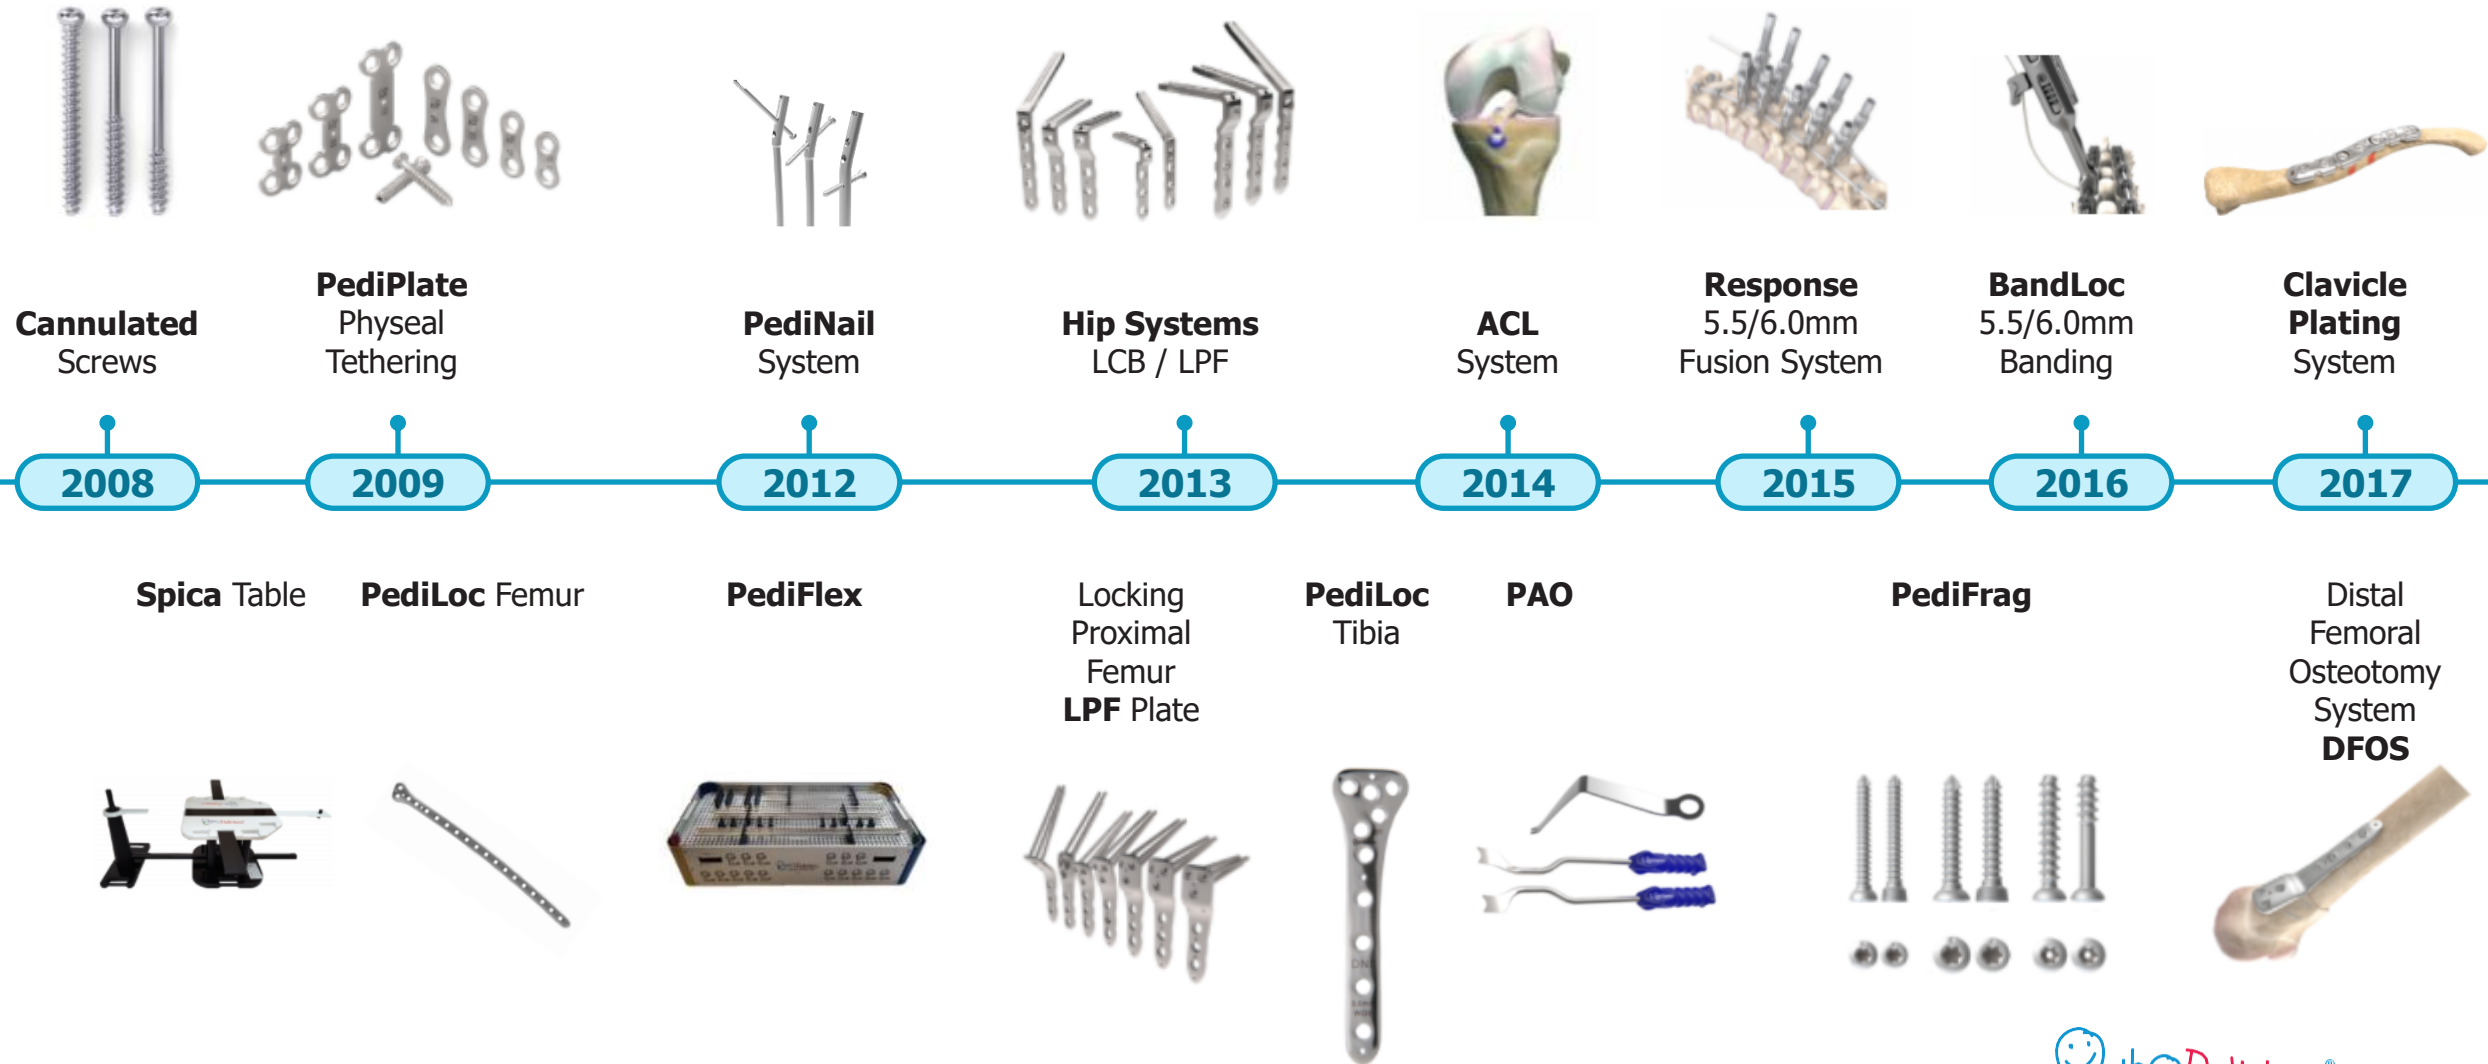 Cannulated
Screws
PediPlate
Physeal
Tethering
PediNail
System
Hip Systems
LCB / LPF
ACL
System
Response
5.5/6.0mm
Fusion System
BandLoc
5.5/6.0mm
Banding
Clavicle
Plating
System
2008
2009
2012
2013
2014
2015
2016
2017
Spica Table
PediLoc Femur
PediFlex
Locking
Proximal
Femur
LPF Plate
PediLoc
Tibia
PAO
PediFrag
Distal
Femoral
Osteotomy
System
DFOS